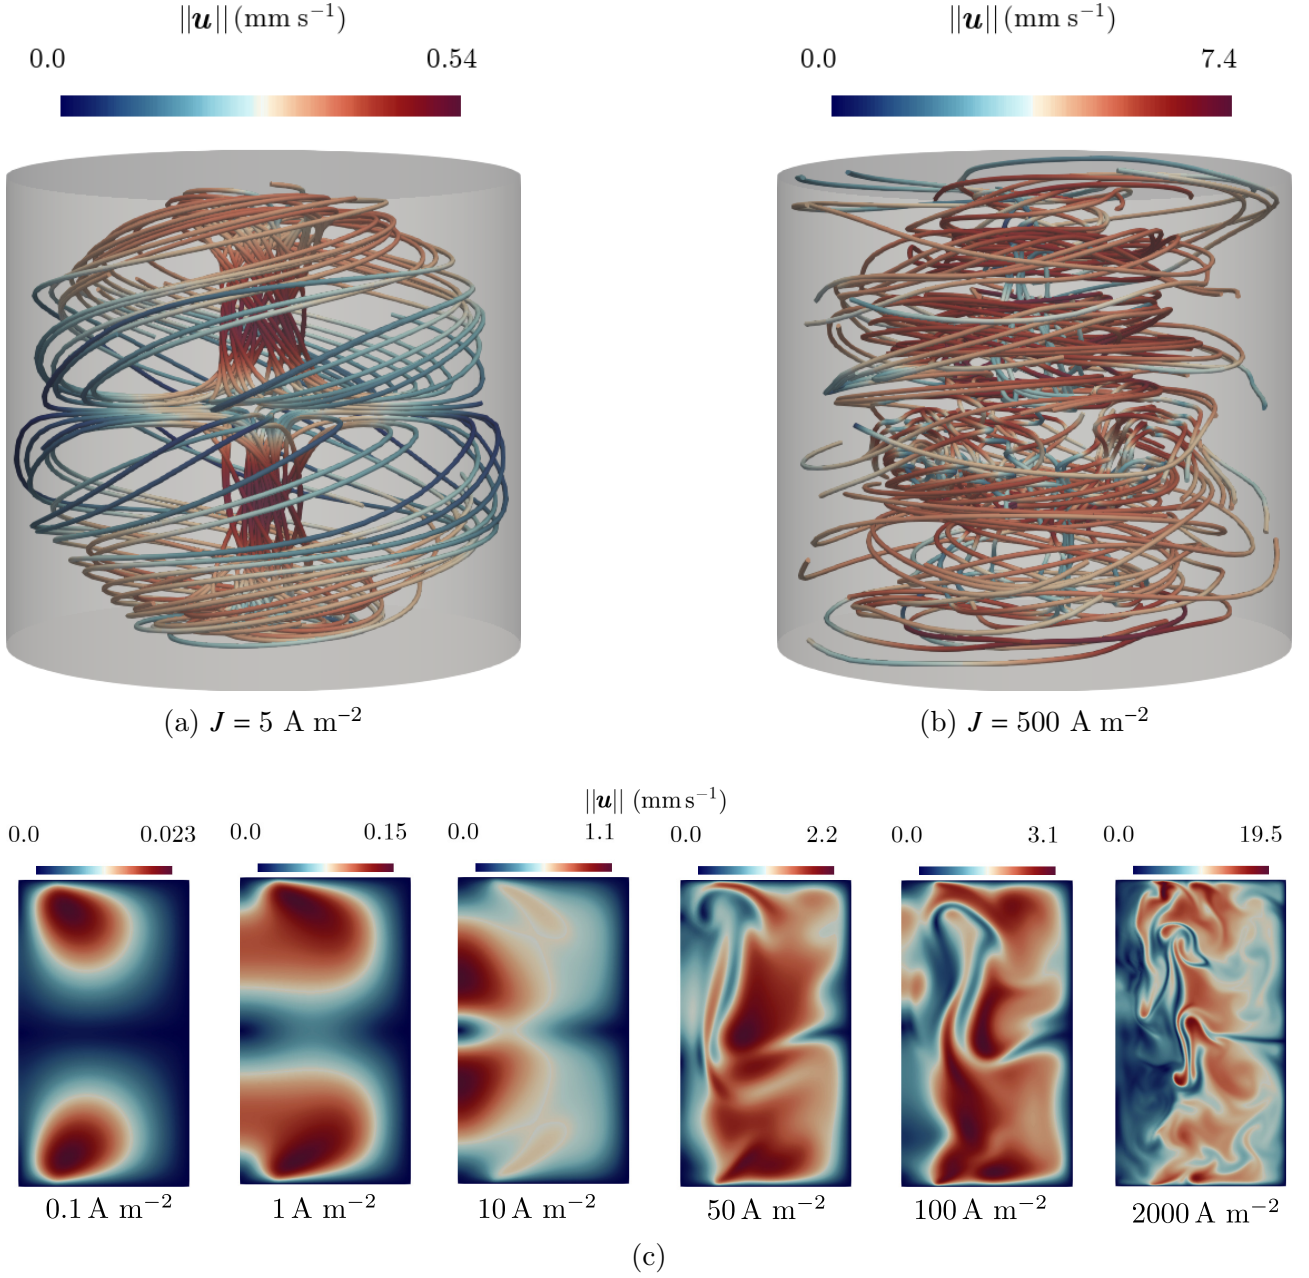 ||u|| (mm s⁻¹)
0.0 0.54
||u|| (mm s⁻¹)
0.0 7.4
(a) J = 5 A m⁻²
(b) J = 500 A m⁻²
||u|| (mm s⁻¹)
0.0 0.023
0.0 0.15
0.0 1.1
0.0 2.2
0.0 3.1
0.0 19.5
0.1 A m⁻²
1 A m⁻²
10 A m⁻²
50 A m⁻²
100 A m⁻²
2000 A m⁻²
(c)